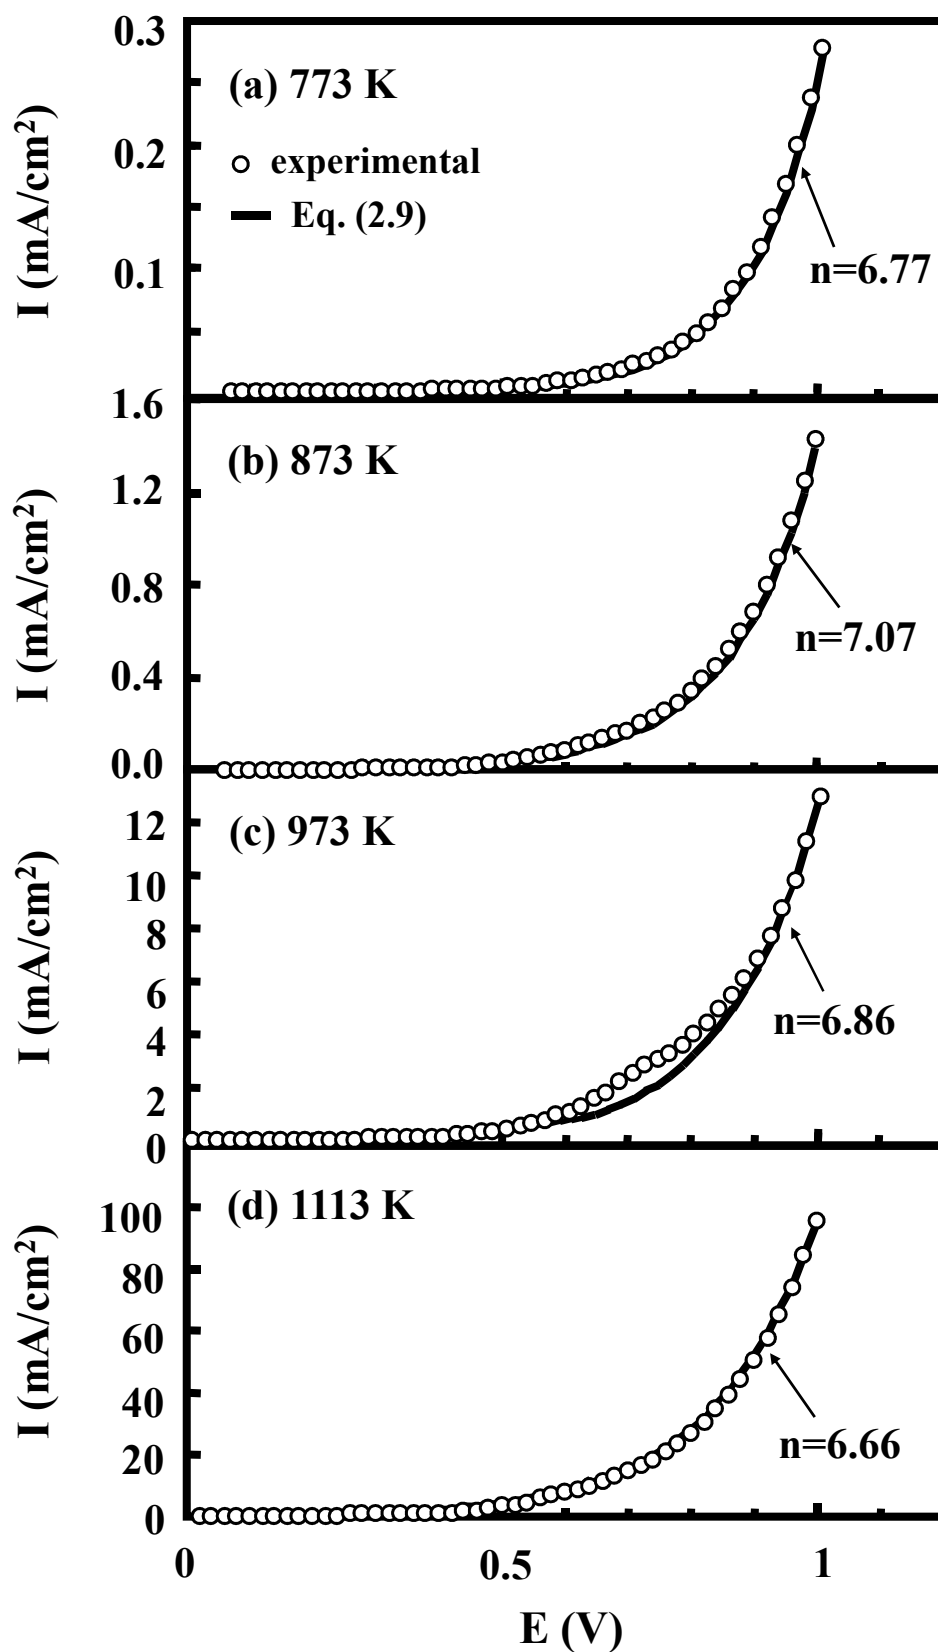 0.3
(a) 773 K
I (mA/cm²)
0.2
experimental
Eq. (2.9)
0.1
n=6.77
1.6
(b) 873 K
I (mA/cm²)
1.2
0.8
n=7.07
0.4
0.0
12
(c) 973 K
I (mA/cm²)
10
8
6
n=6.86
4
2
0
100
(d) 1113 K
I (mA/cm²)
80
60
40
n=6.66
20
0
0 0.5 1
E (V)